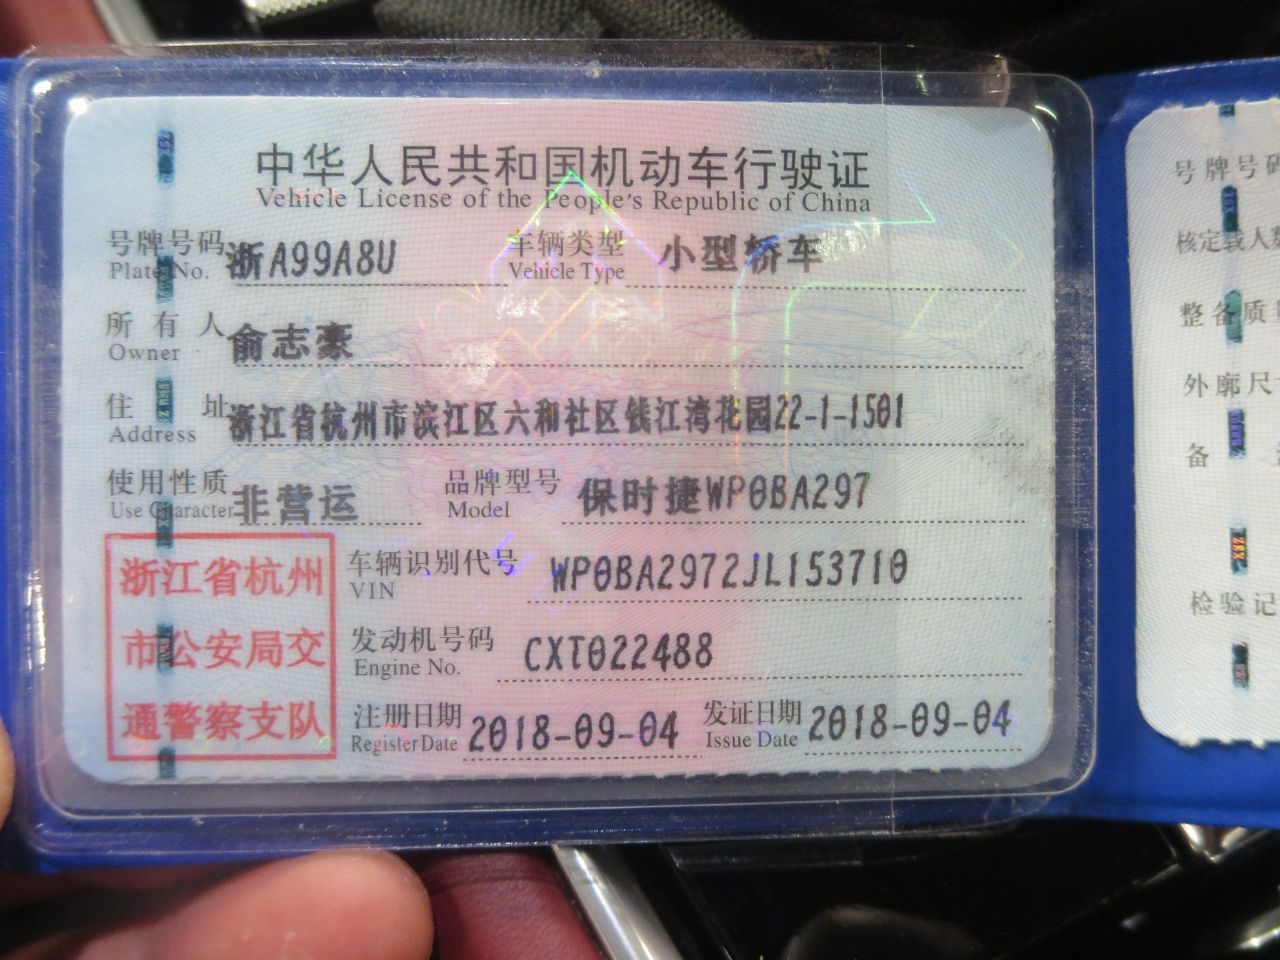 中华人民共和国机动车行驶证
Vehicle License of the People's Republic of China
号牌号码 浙A99A8U 车辆类型 小型轿车
Plate No. Vehicle Type
所有人 俞志豪
Owner
住址 浙江省杭州市滨江区六和社区钱江湾花园22-1-1501
Address
使用性质 非营运 品牌型号 保时捷WP0BA297
Use Character Model
浙江省杭州
市公安局交
通警察支队
车辆识别代号 WP0BA2972JL153710
VIN
发动机号码 CXT022488
Engine No.
注册日期 2018-09-04 发证日期 2018-09-04
Register Date Issue Date
号牌号码
核定载人
整备质
外廓尺
备
检验记